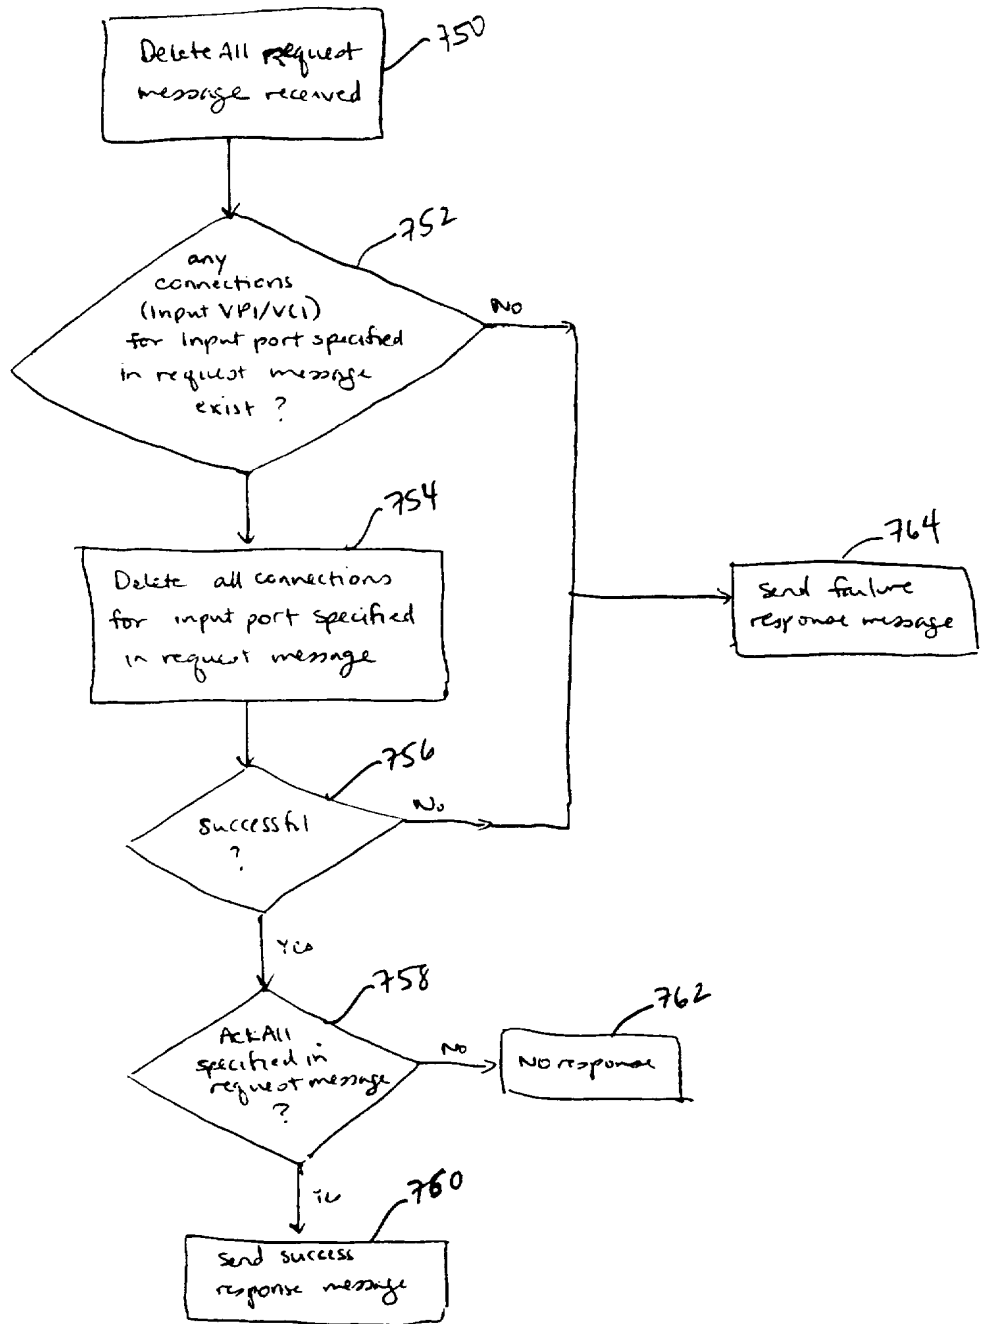 Delete All request
message received
750
752
any
connections
(input VPI/VCI)
for input port specified
in request message
exist ?
No
754
Delete all connections
for input port specified
in request message
764
Send failure
response message
756
successful
?
No
Yes
758
AckAll
specified in
request message
?
No
762
No response
Yes
760
Send success
response message